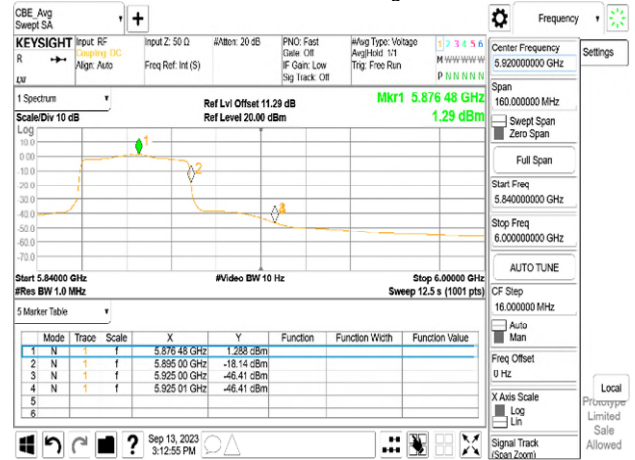 CBE_Avg
Swept SA
+
Frequency
KEYSIGHT
R
LXI
Input: RF
Coupling: DC
Align: Auto
Input Z: 50 Ω
Freq Ref: Int (S)
#Atten: 20 dB
PNO: Fast
Gate: Off
IF Gain: Low
Sig Track: Off
#Avg Type: Voltage
Avg|Hold: 1/1
Trig: Free Run
1 2 3 4 5 6
M W W W W W
P N N N N N
1 Spectrum
Scale/Div 10 dB
Ref Lvl Offset 11.29 dB
Ref Level 20.00 dBm
Mkr1 5.876 48 GHz
1.29 dBm
Log
10.0
0.00
-10.0
-20.0
-30.0
-40.0
-50.0
-60.0
-70.0
1
2
Start 5.84000 GHz
#Res BW 1.0 MHz
#Video BW 10 Hz
Stop 6.00000 GHz
Sweep 12.5 s (1001 pts)
5 Marker Table
Mode Trace Scale X Y Function Function Width Function Value
1 N 1 f 5.876 48 GHz 1.288 dBm
2 N 1 f 5.895 00 GHz -18.14 dBm
3 N 1 f 5.925 00 GHz -46.41 dBm
4 N 1 f 5.925 01 GHz -46.41 dBm
5
6
?
Sep 13, 2023
3:12:55 PM
Center Frequency
5.920000000 GHz
Span
160.000000 MHz
Swept Span
Zero Span
Full Span
Start Freq
5.840000000 GHz
Stop Freq
6.000000000 GHz
AUTO TUNE
CF Step
16.000000 MHz
Auto
Man
Freq Offset
0 Hz
X Axis Scale
Log
Lin
Signal Track
(Span Zoom)
Settings
Local
Prototype
Limited
Sale
Allowed